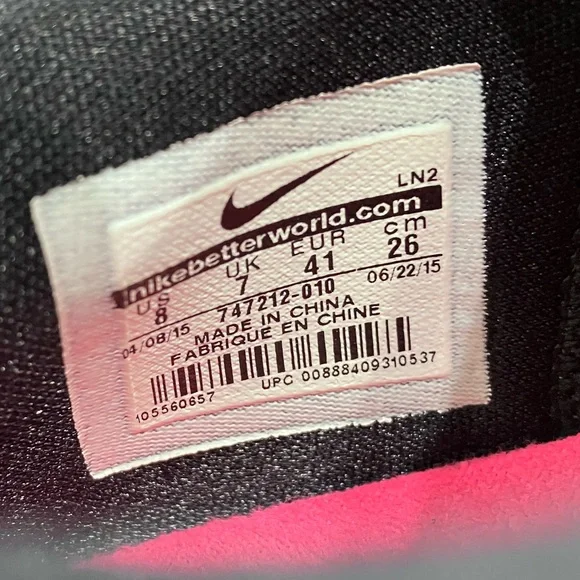 LN2
nikebetterworld.com
US UK EUR cm
8 7 41 26
04/08/15 747212-010 06/22/15
MADE IN CHINA
FABRIQUE EN CHINE
105560657 UPC 00888409310537